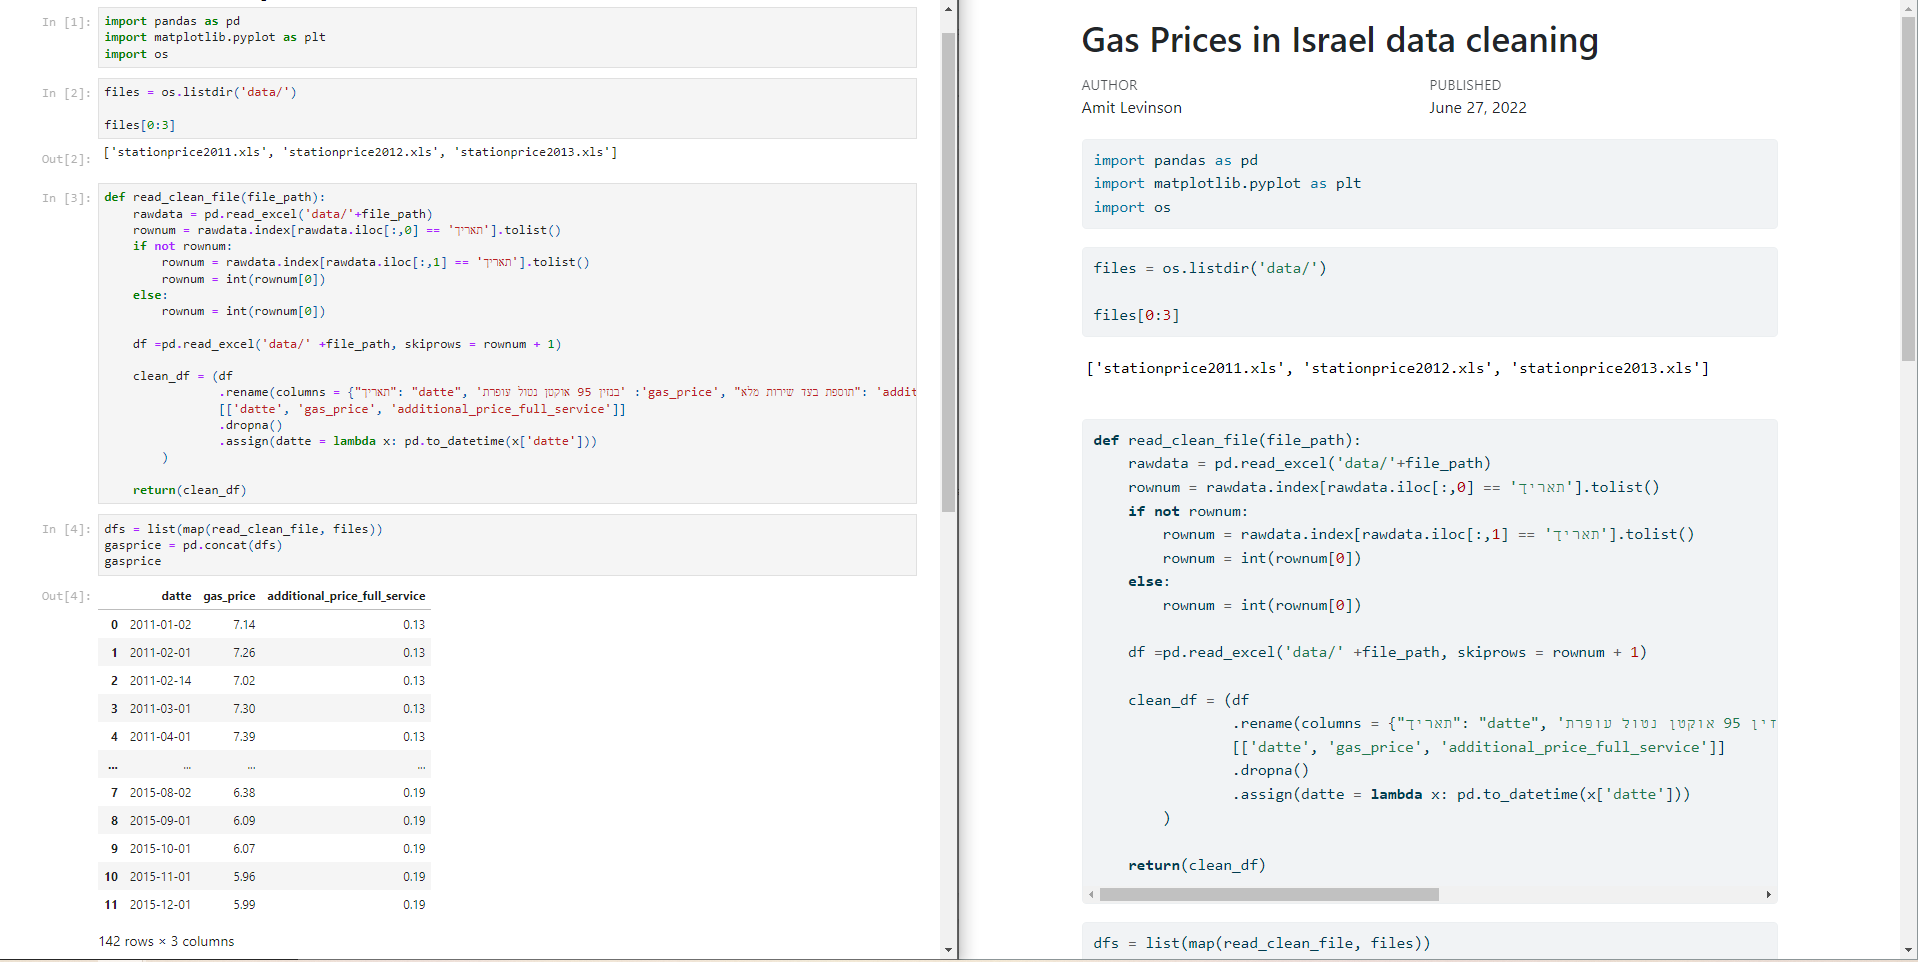 In [1]:
import pandas as pd
import matplotlib.pyplot as plt
import os
In [2]:
files = os.listdir('data/')
files[0:3]
Out[2]:
['stationprice2011.xls', 'stationprice2012.xls', 'stationprice2013.xls']
In [3]:
def read_clean_file(file_path):
    rawdata = pd.read_excel('data/'+file_path)
    rownum = rawdata.index[rawdata.iloc[:,0] == 'תאריך'].tolist()
    if not rownum:
        rownum = rawdata.index[rawdata.iloc[:,1] == 'תאריך'].tolist()
        rownum = int(rownum[0])
    else:
        rownum = int(rownum[0])
    df =pd.read_excel('data/' +file_path, skiprows = rownum + 1)
    clean_df = (df
                .rename(columns = {"תאריך": "datte", 'בנזין 95 אוקטן נטול עופרת': 'gas_price', "תוספת בעד שירות מלא": 'addit
                [['datte', 'gas_price', 'additional_price_full_service']]
                .dropna()
                .assign(datte = lambda x: pd.to_datetime(x['datte']))
        )
    return(clean_df)
In [4]:
dfs = list(map(read_clean_file, files))
gasprice = pd.concat(dfs)
gasprice
Out[4]:
datte gas_price additional_price_full_service
0 2011-01-02 7.14 0.13
1 2011-02-01 7.26 0.13
2 2011-02-14 7.02 0.13
3 2011-03-01 7.30 0.13
4 2011-04-01 7.39 0.13
... ... ... ...
7 2015-08-02 6.38 0.19
8 2015-09-01 6.09 0.19
9 2015-10-01 6.07 0.19
10 2015-11-01 5.96 0.19
11 2015-12-01 5.99 0.19
142 rows × 3 columns
Gas Prices in Israel data cleaning
AUTHOR PUBLISHED
Amit Levinson June 27, 2022
import pandas as pd
import matplotlib.pyplot as plt
import os
files = os.listdir('data/')
files[0:3]
['stationprice2011.xls', 'stationprice2012.xls', 'stationprice2013.xls']
def read_clean_file(file_path):
    rawdata = pd.read_excel('data/'+file_path)
    rownum = rawdata.index[rawdata.iloc[:,0] == 'תאריך'].tolist()
    if not rownum:
        rownum = rawdata.index[rawdata.iloc[:,1] == 'תאריך'].tolist()
        rownum = int(rownum[0])
    else:
        rownum = int(rownum[0])
    df =pd.read_excel('data/' +file_path, skiprows = rownum + 1)
    clean_df = (df
                .rename(columns = {"תאריך": "datte", 'זין 95 אוקטן נטול עופרת
                [['datte', 'gas_price', 'additional_price_full_service']]
                .dropna()
                .assign(datte = lambda x: pd.to_datetime(x['datte']))
        )
    return(clean_df)
dfs = list(map(read_clean_file, files))